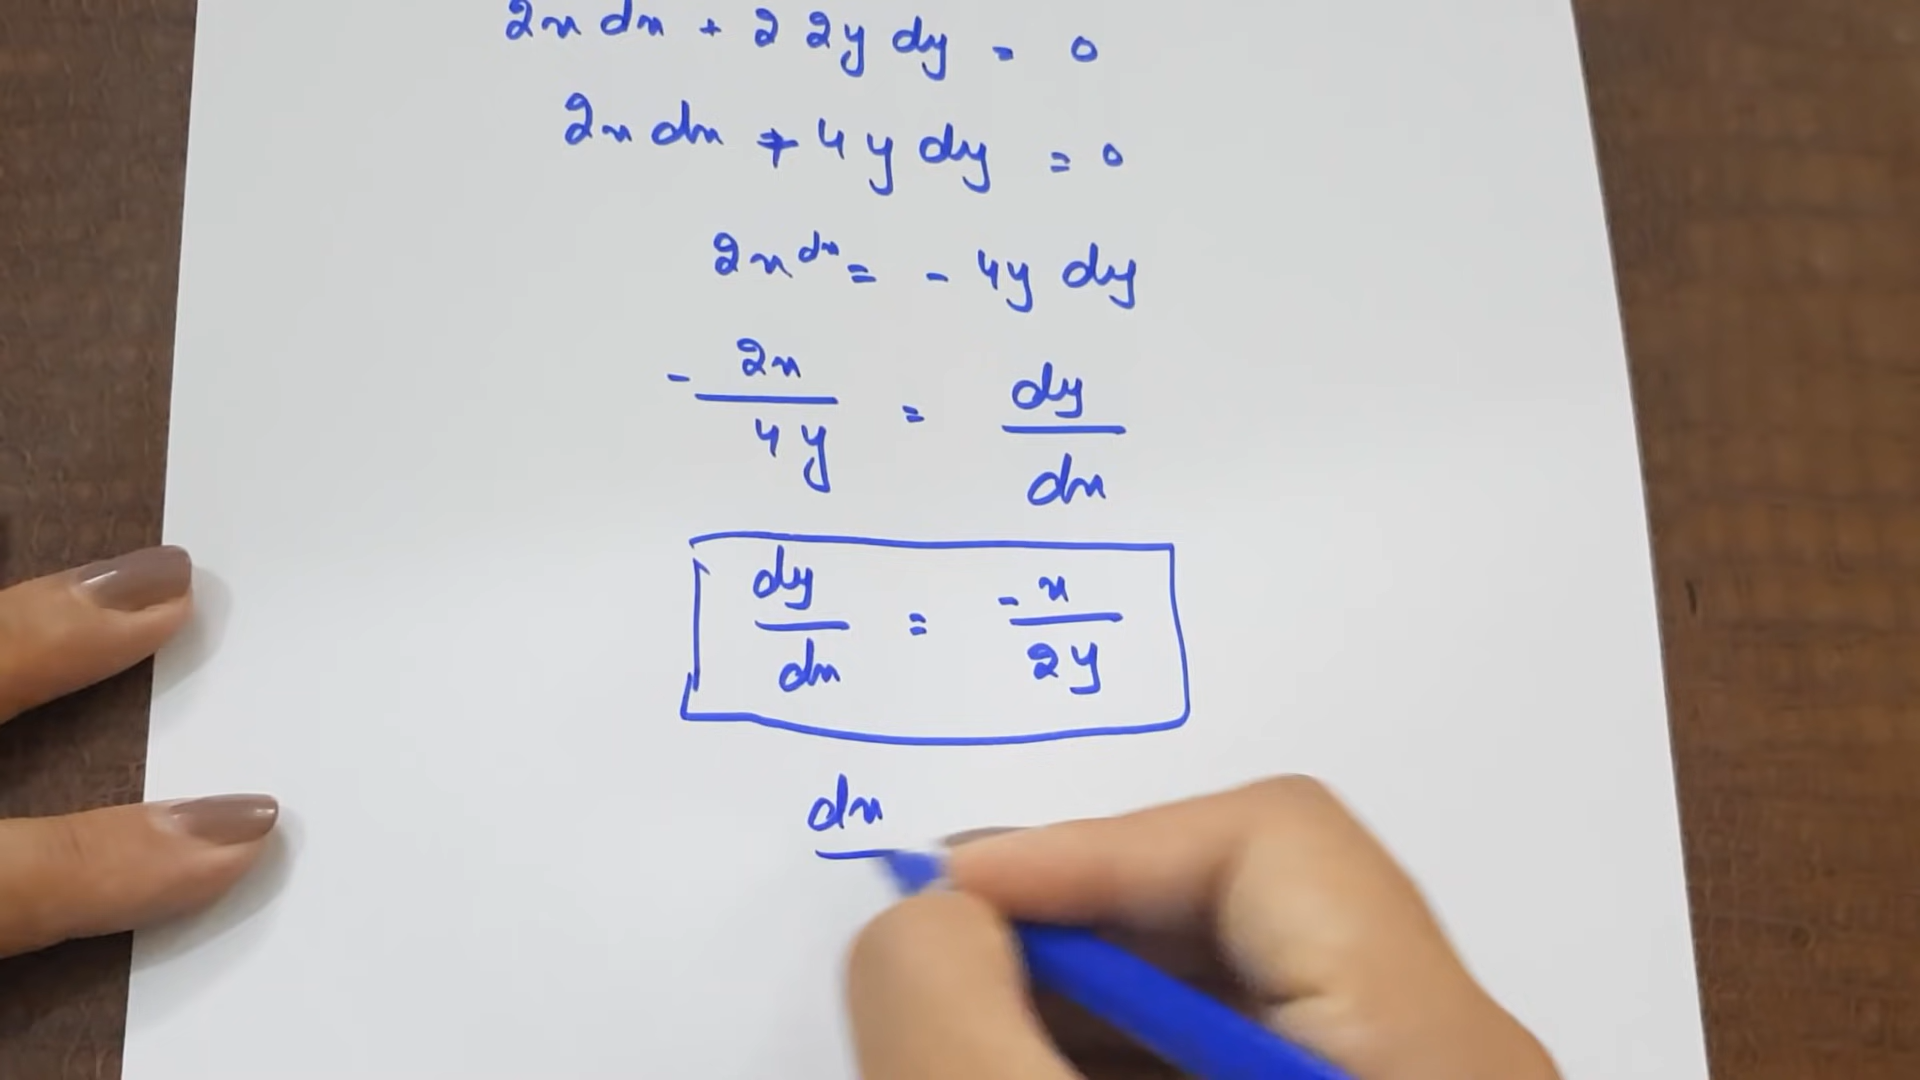 2x dx + 2 2y dy = 0
2x dx + 4y dy = 0
2x dx = - 4y dy
- 2x/4y = dy/dx
dy/dx = -x/2y
dx